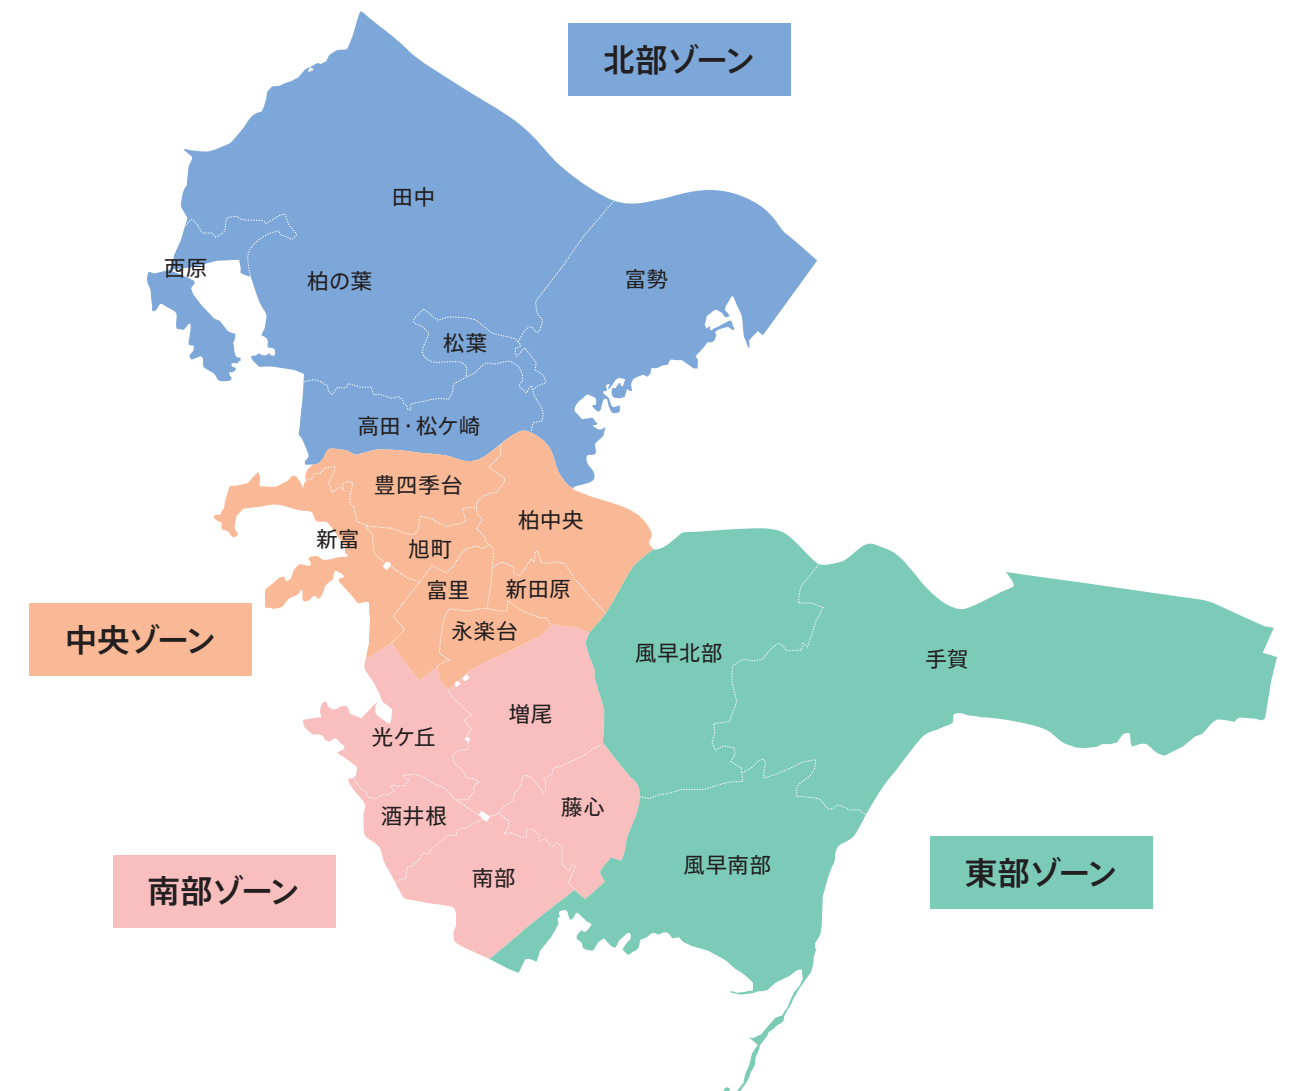 北部ゾーン
田中
西原
柏の葉
富勢
松葉
高田・松ケ崎
豊四季台
柏中央
新富
旭町
富里
新田原
永楽台
中央ゾーン
風早北部
手賀
増尾
光ケ丘
藤心
酒井根
南部
風早南部
南部ゾーン
東部ゾーン